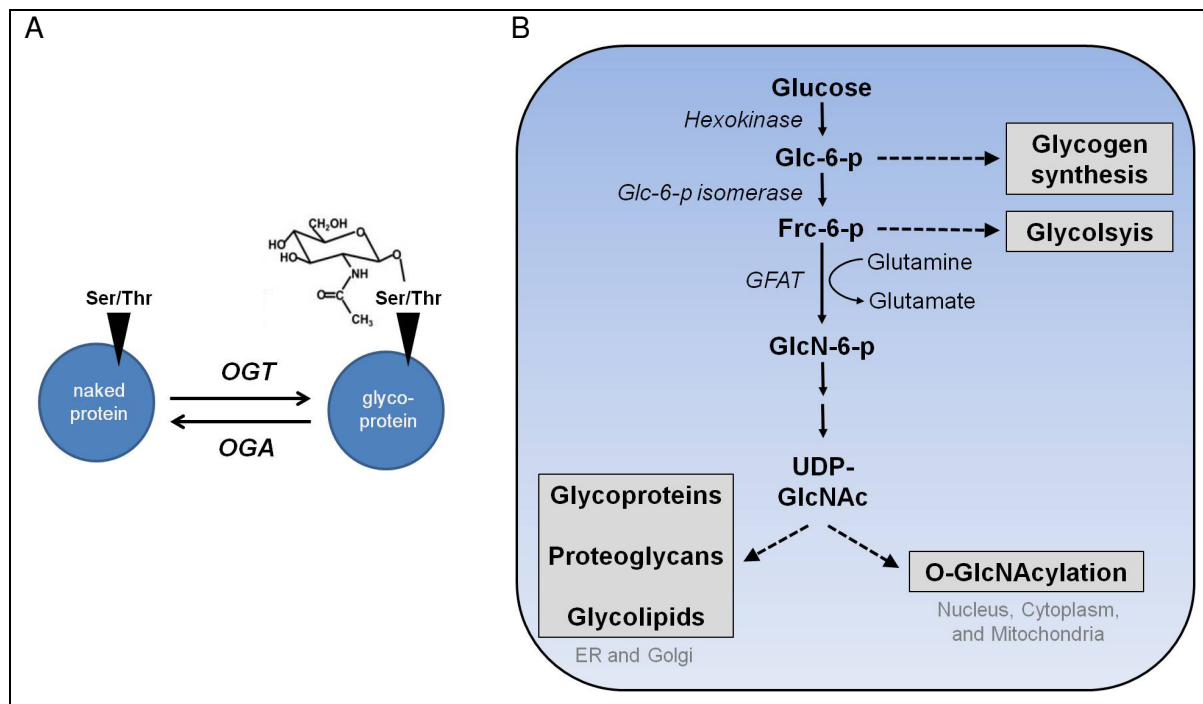 A
CH₂OH
HO
O
HO
O
NH
O=C
CH₃
Ser/Thr
Ser/Thr
naked
protein
OGT
OGA
glyco-
protein
B
Glucose
Hexokinase
Glc-6-p
Glycogen
synthesis
Glc-6-p isomerase
Frc-6-p
Glycolsyis
GFAT
Glutamine
Glutamate
GlcN-6-p
UDP-
GlcNAc
Glycoproteins
Proteoglycans
Glycolipids
ER and Golgi
O-GlcNAcylation
Nucleus, Cytoplasm,
and Mitochondria